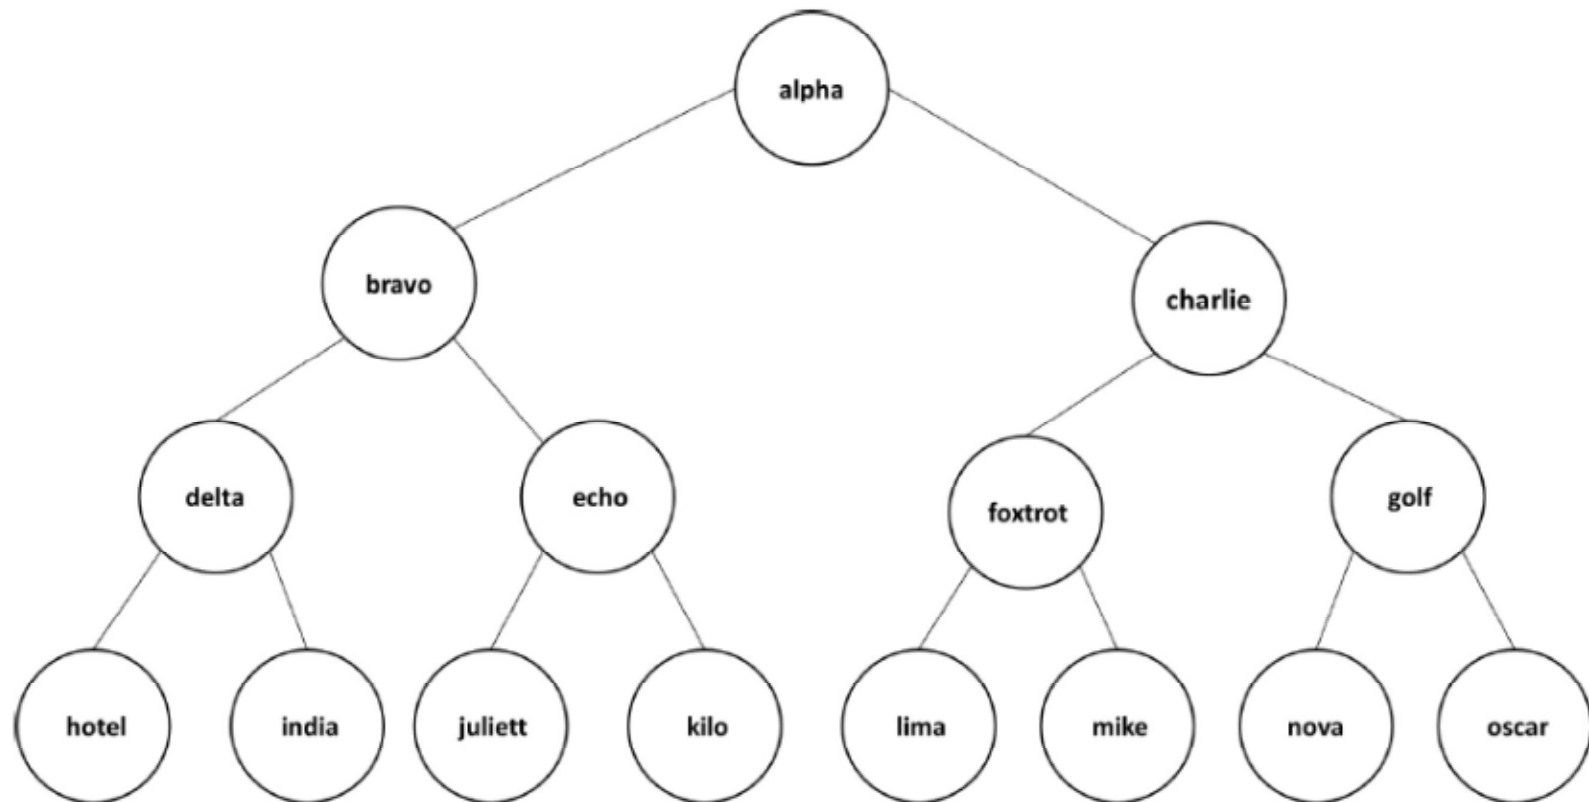 alpha
bravo
charlie
delta
echo
foxtrot
golf
hotel
india
juliett
kilo
lima
mike
nova
oscar